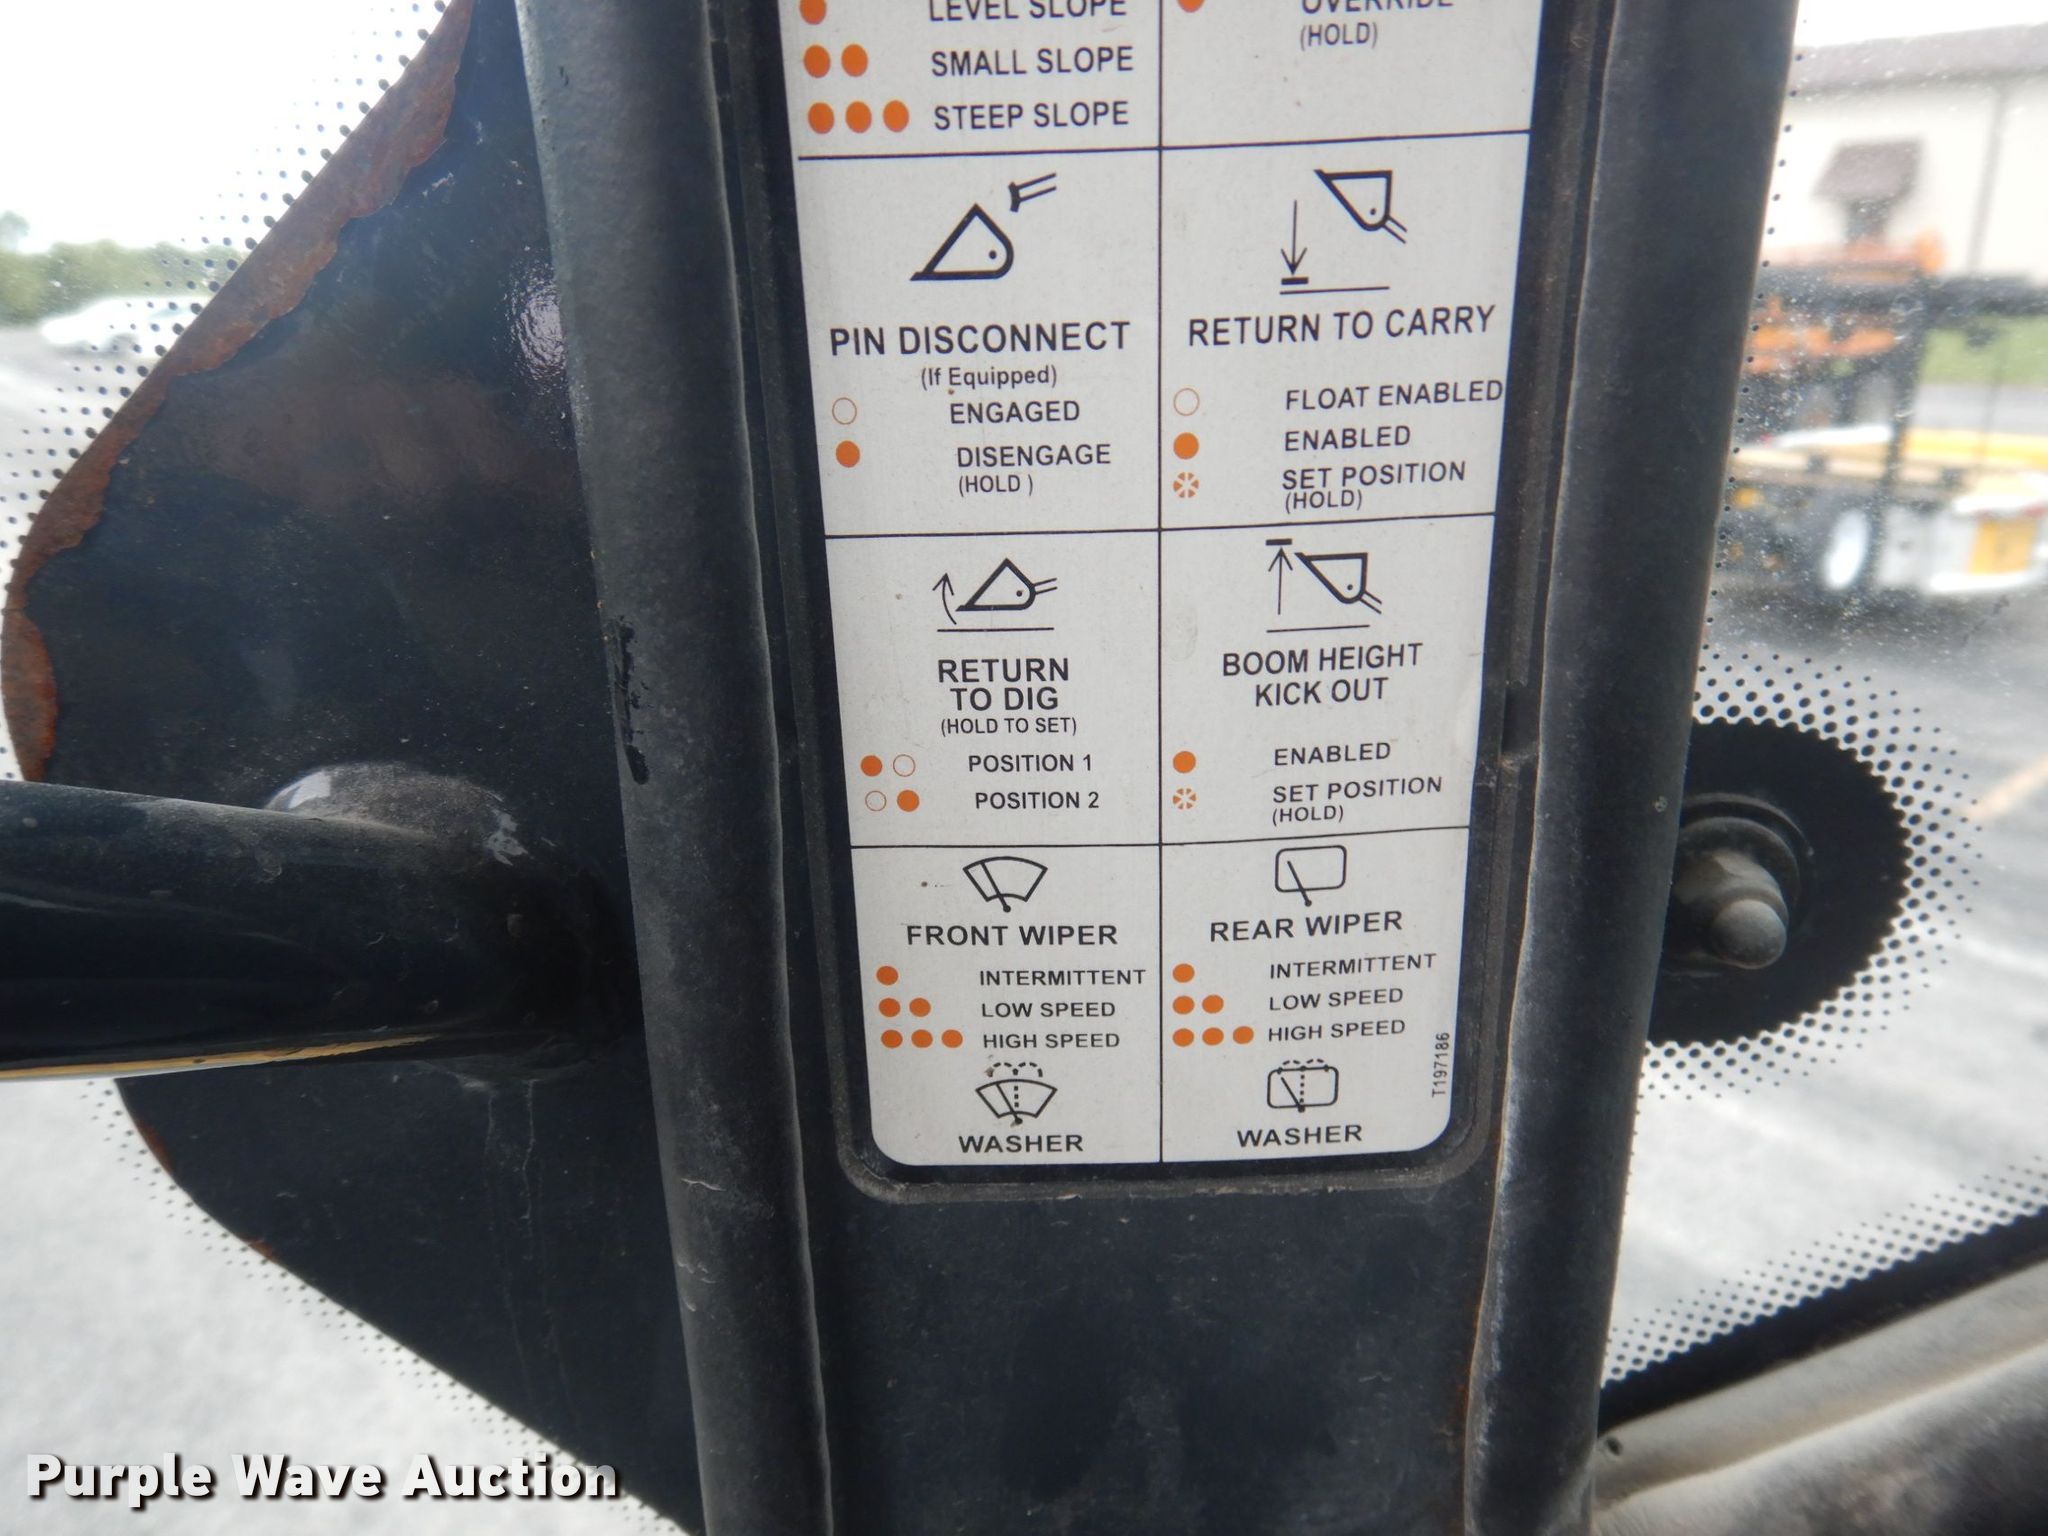 LEVEL SLOPE
SMALL SLOPE
STEEP SLOPE
OVERRIDE
(HOLD)
PIN DISCONNECT
(If Equipped)
ENGAGED
DISENGAGE
(HOLD )
RETURN TO CARRY
FLOAT ENABLED
ENABLED
SET POSITION
(HOLD)
RETURN
TO DIG
(HOLD TO SET)
POSITION 1
POSITION 2
BOOM HEIGHT
KICK OUT
ENABLED
SET POSITION
(HOLD)
FRONT WIPER
INTERMITTENT
LOW SPEED
HIGH SPEED
WASHER
REAR WIPER
INTERMITTENT
LOW SPEED
HIGH SPEED
WASHER
T197186
Purple Wave Auction